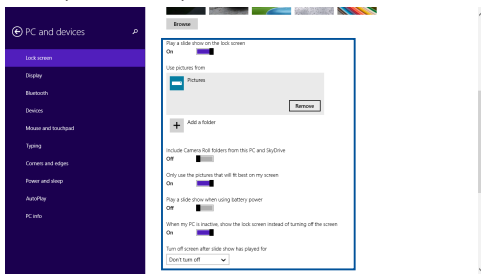 PC and devices
Lock screen
Display
Bluetooth
Devices
Mouse and touchpad
Typing
Corners and edges
Power and sleep
AutoPlay
PC info
Browse
Play a slide show on the lock screen
On
Use pictures from
Pictures
Remove
Add a folder
Include Camera Roll folders from this PC and SkyDrive
Off
Only use the pictures that will fit best on my screen
On
Play a slide show when using battery power
Off
When my PC is inactive, show the lock screen instead of turning off the screen
On
Turn off screen after slide show has played for
Don't turn off